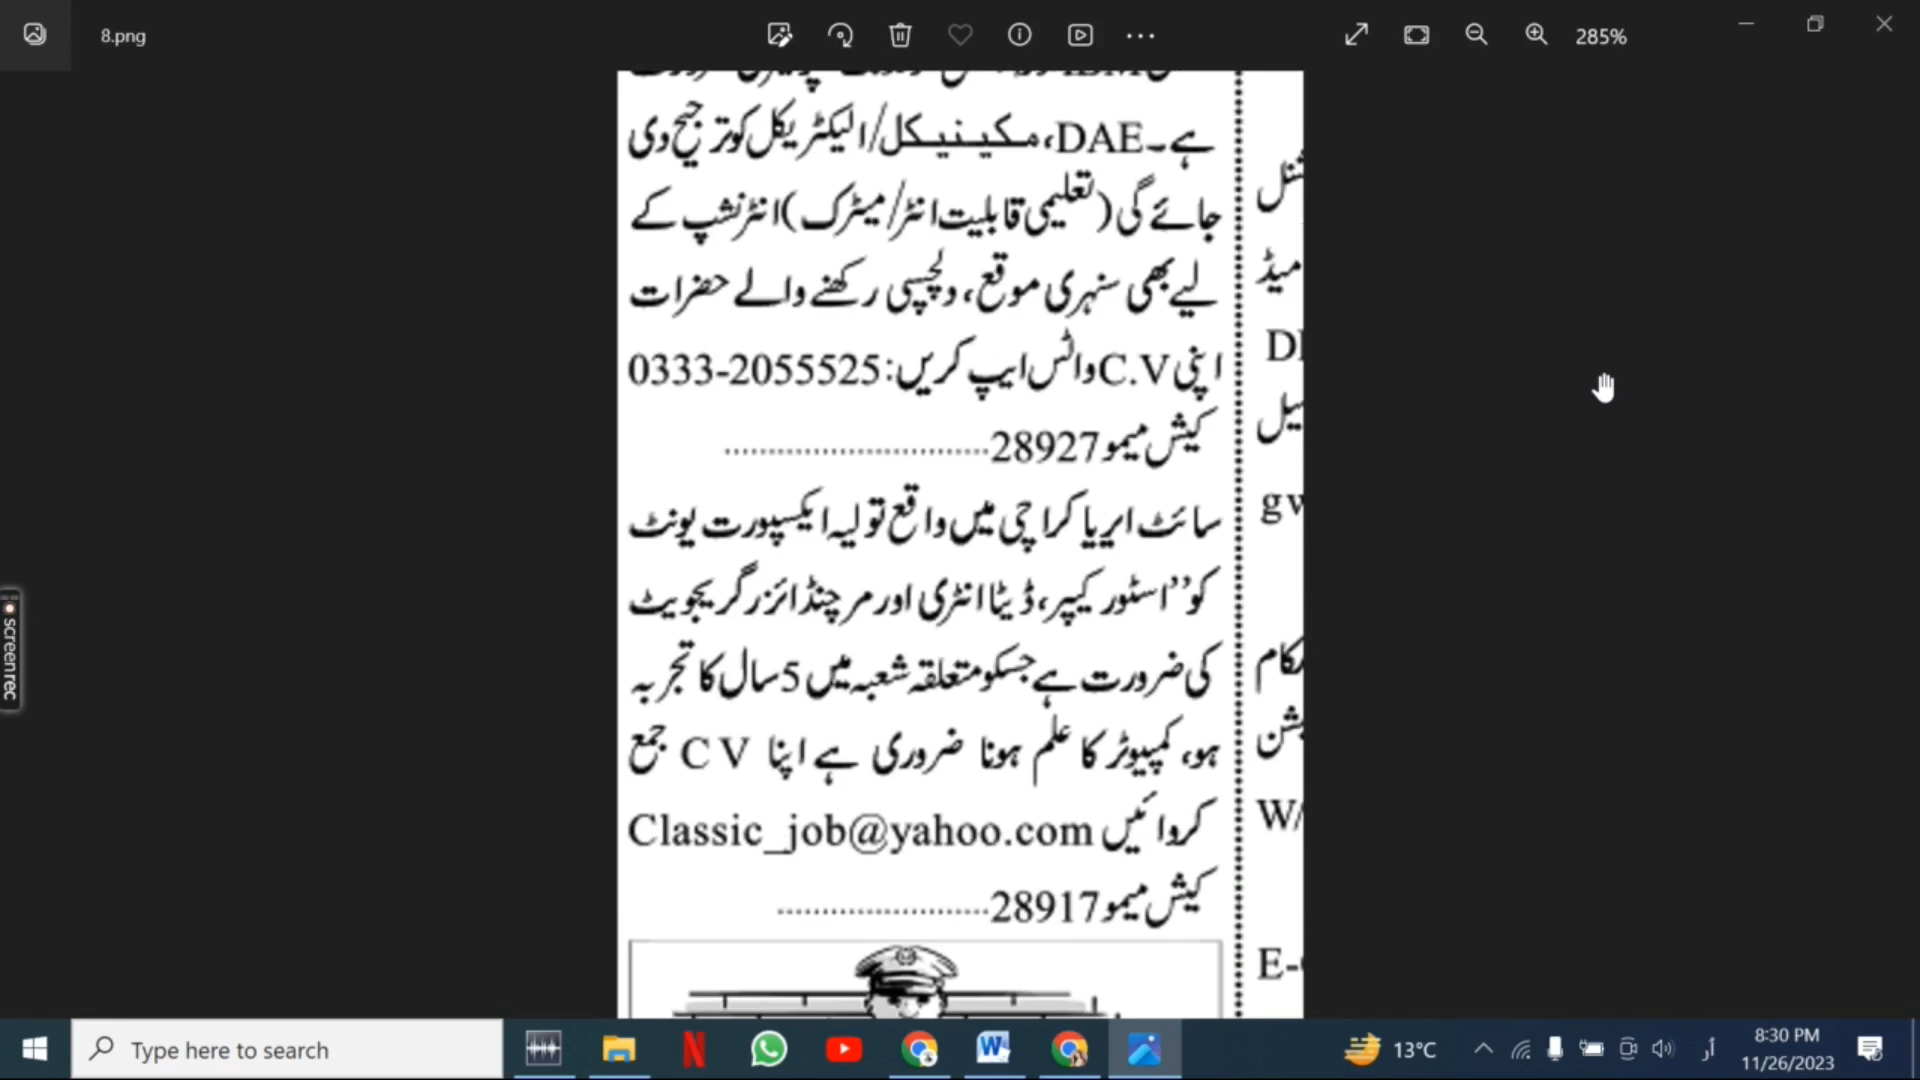 8.png
285%
ہے۔DAE،مکینیکل/الیکٹریکل کو ترجیح دی
جائے گی (تعلیمی قابلیت انٹر/میٹرک) انٹرنشپ کے
لیے بھی سنہری موقع، دلچسپی رکھنے والے حضرات
اپنی C.V واٹس ایپ کریں: 0333-2055525
کیش میمو 28927............................
سائٹ ایریا کراچی میں واقع تولیہ ایکسپورت یونٹ
کو’’اسٹور کیپر، ڈیٹا انٹری اور مرچنڈائزر گریجویٹ
کی ضرورت ہے جسکو متعلقہ شعبہ میں 5 سال کا تجربہ
ہو، کمپیوٹر کا علم ہونا ضروری ہے اپنا CV جمع
کروائیں Classic_job@yahoo.com
کیش میمو 28917......................
میڈ
screenrec
Type here to search
13°C
8:30 PM
11/26/2023